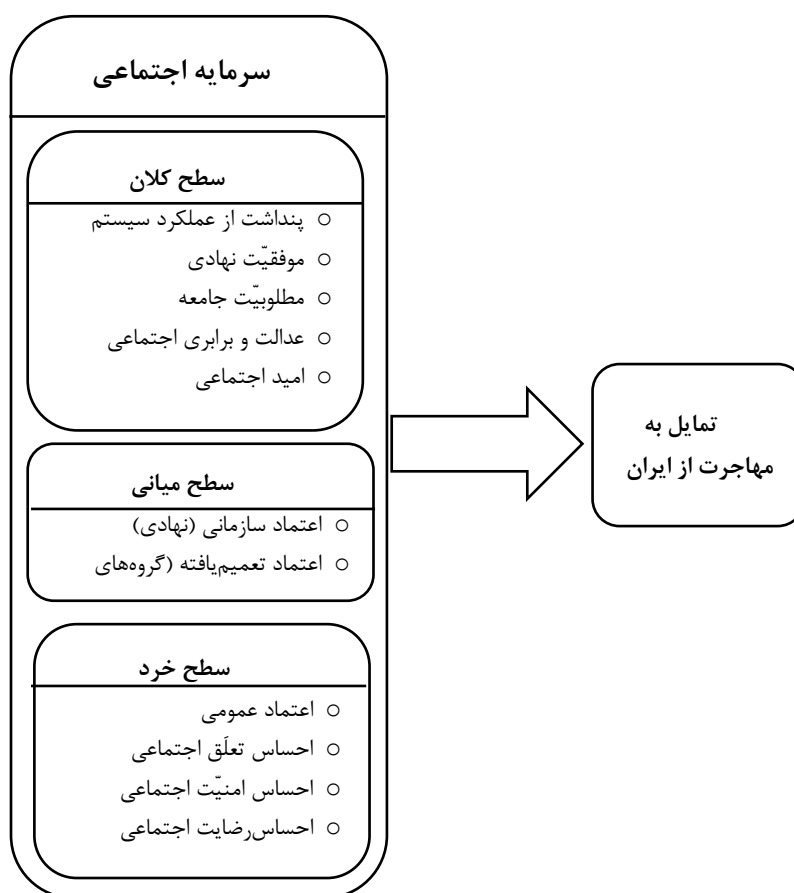 سرمایه اجتماعی
سطح کلان
○ پنداشت از عملکرد سیستم
○ موفقیّت نهادی
○ مطلوبیّت جامعه
○ عدالت و برابری اجتماعی
○ امید اجتماعی
سطح میانی
○ اعتماد سازمانی (نهادی)
○ اعتماد تعمیم‌یافته (گروه‌های
سطح خرد
○ اعتماد عمومی
○ احساس تعلّق اجتماعی
○ احساس امنیّت اجتماعی
○ احساس‌رضایت اجتماعی
تمایل به
مهاجرت از ایران